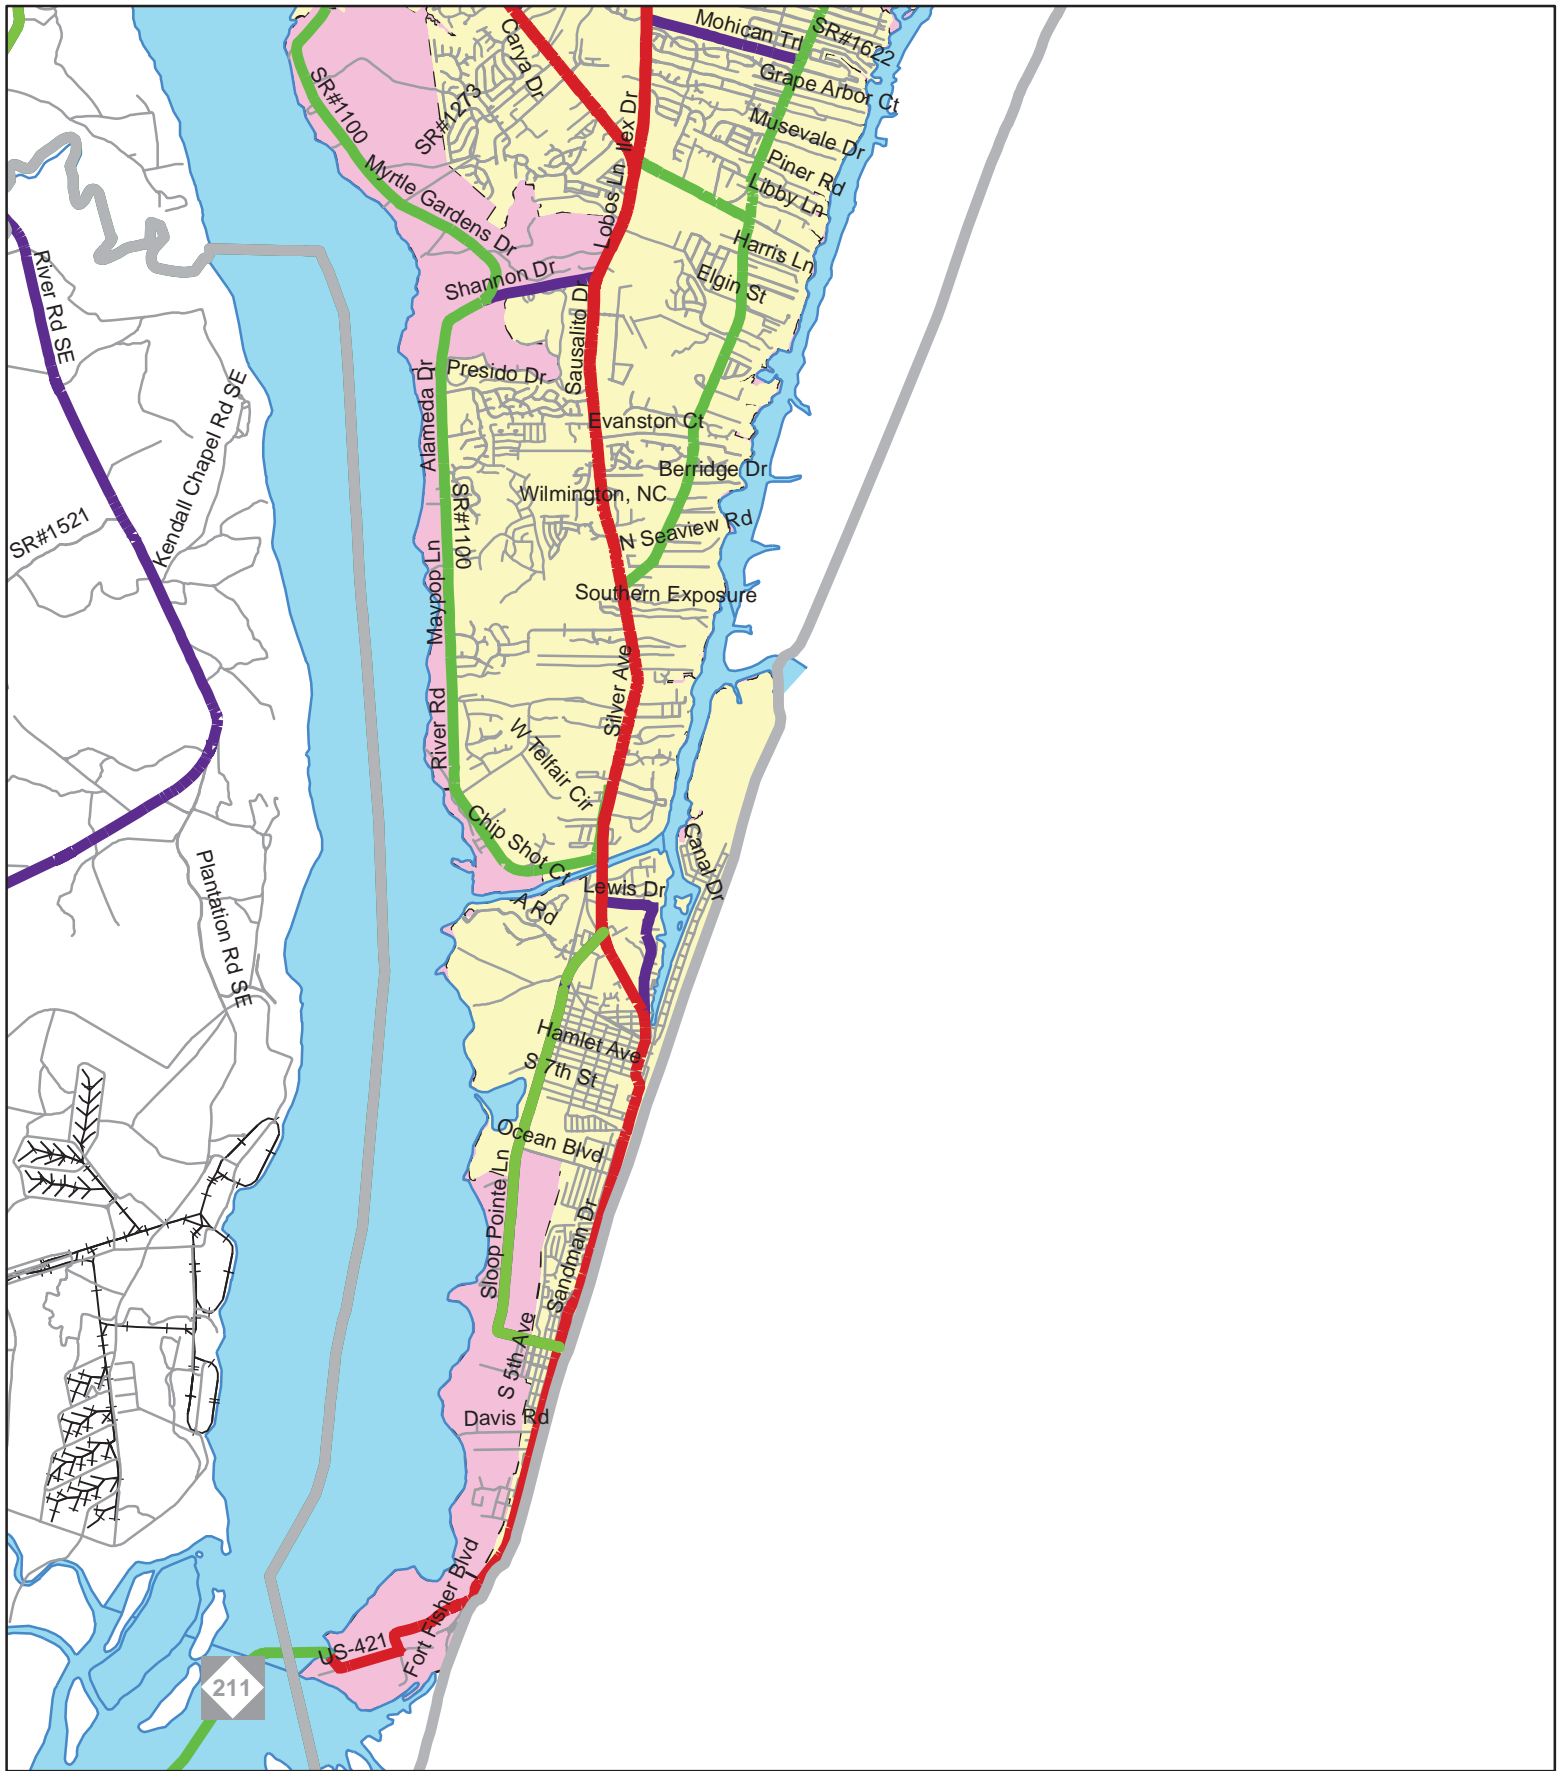 Mohican Trl
SR#1622
Carya Dr
Grape Arbor Ct
SR#1100
SR#1273
Ilex Dr
Musevale Dr
Piner Rd
Libby Ln
Myrtle Gardens Dr
Lobos Ln
Harris Ln
Elgin St
River Rd SE
Shannon Dr
Sausalito Dr
Presido Dr
Alameda Dr
Kendall Chapel Rd SE
Evanston Ct
Berridge Dr
Wilmington, NC
SR#1521
SR#1100
N Seaview Rd
Maypop Ln
Southern Exposure
Silver Ave
River Rd
W Telfair Cir
Chip Shot Ct
Canal Dr
Plantation Rd SE
Lewis Dr
A Rd
Hamlet Ave
S 7th St
Ocean Blvd
Sloop Pointe Ln
Sandman Dr
S 5th Ave
Davis Rd
Fort Fisher Blvd
US-421
211